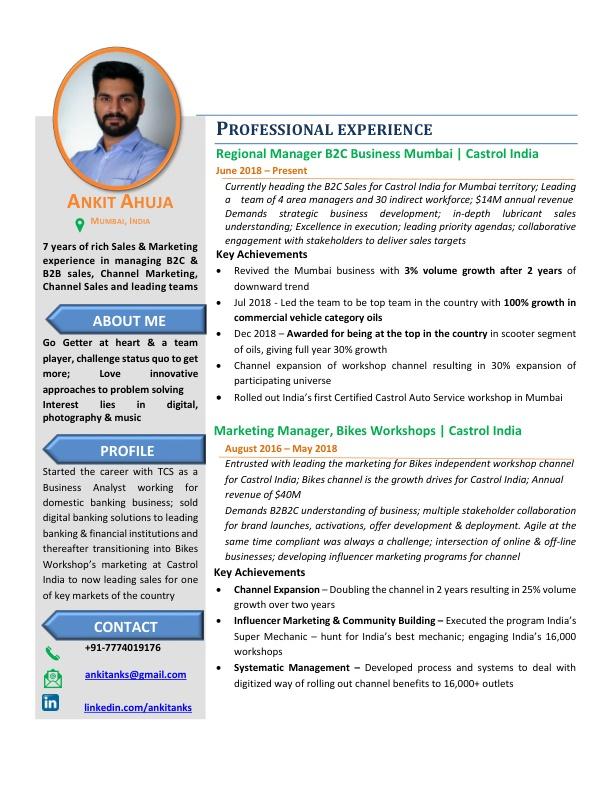 ANKIT AHUJA
MUMBAI, INDIA
7 years of rich Sales & Marketing
experience in managing B2C &
B2B sales, Channel Marketing,
Channel Sales and leading teams
ABOUT ME
Go Getter at heart & a team
player, challenge status quo to get
more; Love innovative
approaches to problem solving
Interest lies in digital,
photography & music
PROFILE
Started the career with TCS as a
Business Analyst working for
domestic banking business; sold
digital banking solutions to leading
banking & financial institutions and
thereafter transitioning into Bikes
Workshop's marketing at Castrol
India to now leading sales for one
of key markets of the country
CONTACT
+91-7774019176
ankitanks@gmail.com
in
linkedin.com/ankitanks
PROFESSIONAL EXPERIENCE
Regional Manager B2C Business Mumbai | Castrol India
June 2018 – Present
Currently heading the B2C Sales for Castrol India for Mumbai territory; Leading
a team of 4 area managers and 30 indirect workforce; $14M annual revenue
Demands strategic business development; in-depth lubricant sales
understanding; Excellence in execution; leading priority agendas; collaborative
engagement with stakeholders to deliver sales targets
Key Achievements
• Revived the Mumbai business with 3% volume growth after 2 years of
downward trend
• Jul 2018 - Led the team to be top team in the country with 100% growth in
commercial vehicle category oils
• Dec 2018 – Awarded for being at the top in the country in scooter segment
of oils, giving full year 30% growth
• Channel expansion of workshop channel resulting in 30% expansion of
participating universe
• Rolled out India's first Certified Castrol Auto Service workshop in Mumbai
Marketing Manager, Bikes Workshops | Castrol India
August 2016 – May 2018
Entrusted with leading the marketing for Bikes independent workshop channel
for Castrol India; Bikes channel is the growth drives for Castrol India; Annual
revenue of $40M
Demands B2B2C understanding of business; multiple stakeholder collaboration
for brand launches, activations, offer development & deployment. Agile at the
same time compliant was always a challenge; intersection of online & off-line
businesses; developing influencer marketing programs for channel
Key Achievements
• Channel Expansion – Doubling the channel in 2 years resulting in 25% volume
growth over two years
• Influencer Marketing & Community Building – Executed the program India's
Super Mechanic – hunt for India's best mechanic; engaging India's 16,000
workshops
• Systematic Management – Developed process and systems to deal with
digitized way of rolling out channel benefits to 16,000+ outlets